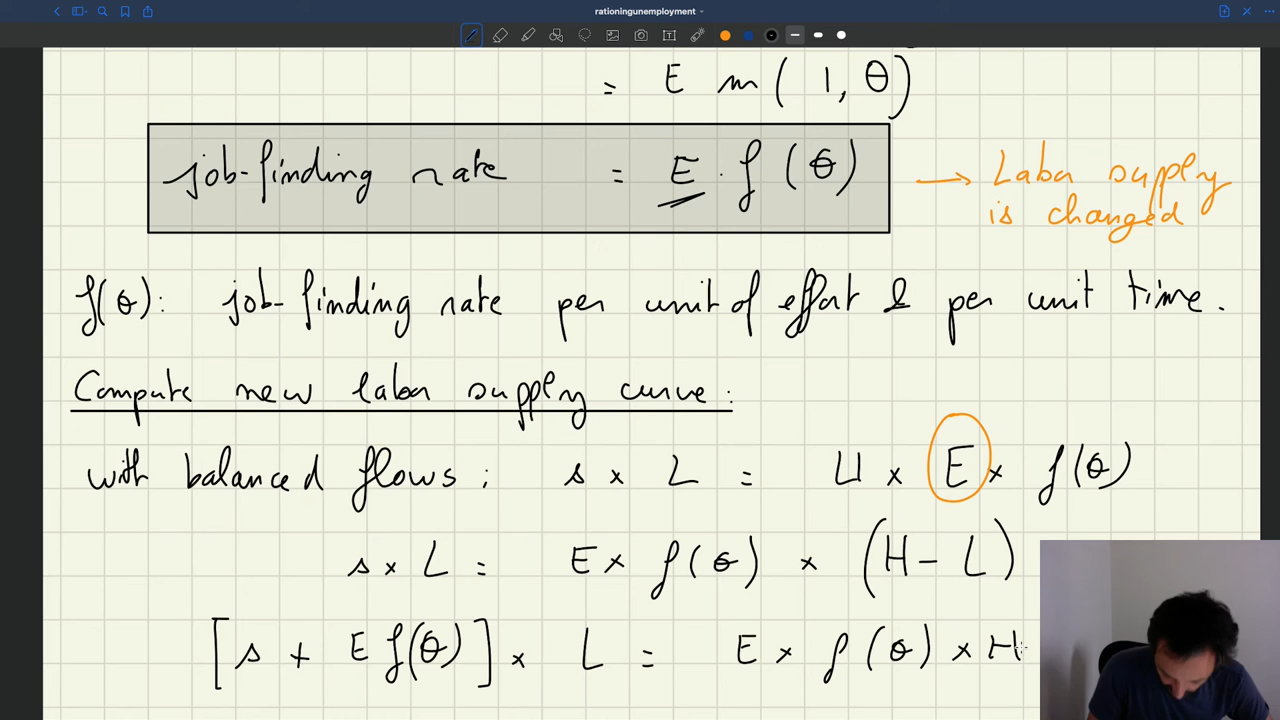 rationingunemployment
= E m ( 1, θ )
job-finding rate = E · f (θ)
→ Labor supply
is changed
f(θ): job-finding rate per unit of effort & per unit time.
Compute new labor supply curve:
with balanced flows: s × L = U × E × f(θ)
s × L = E × f(θ) × (H - L)
[s + E f(θ)] × L = E × f(θ) × H